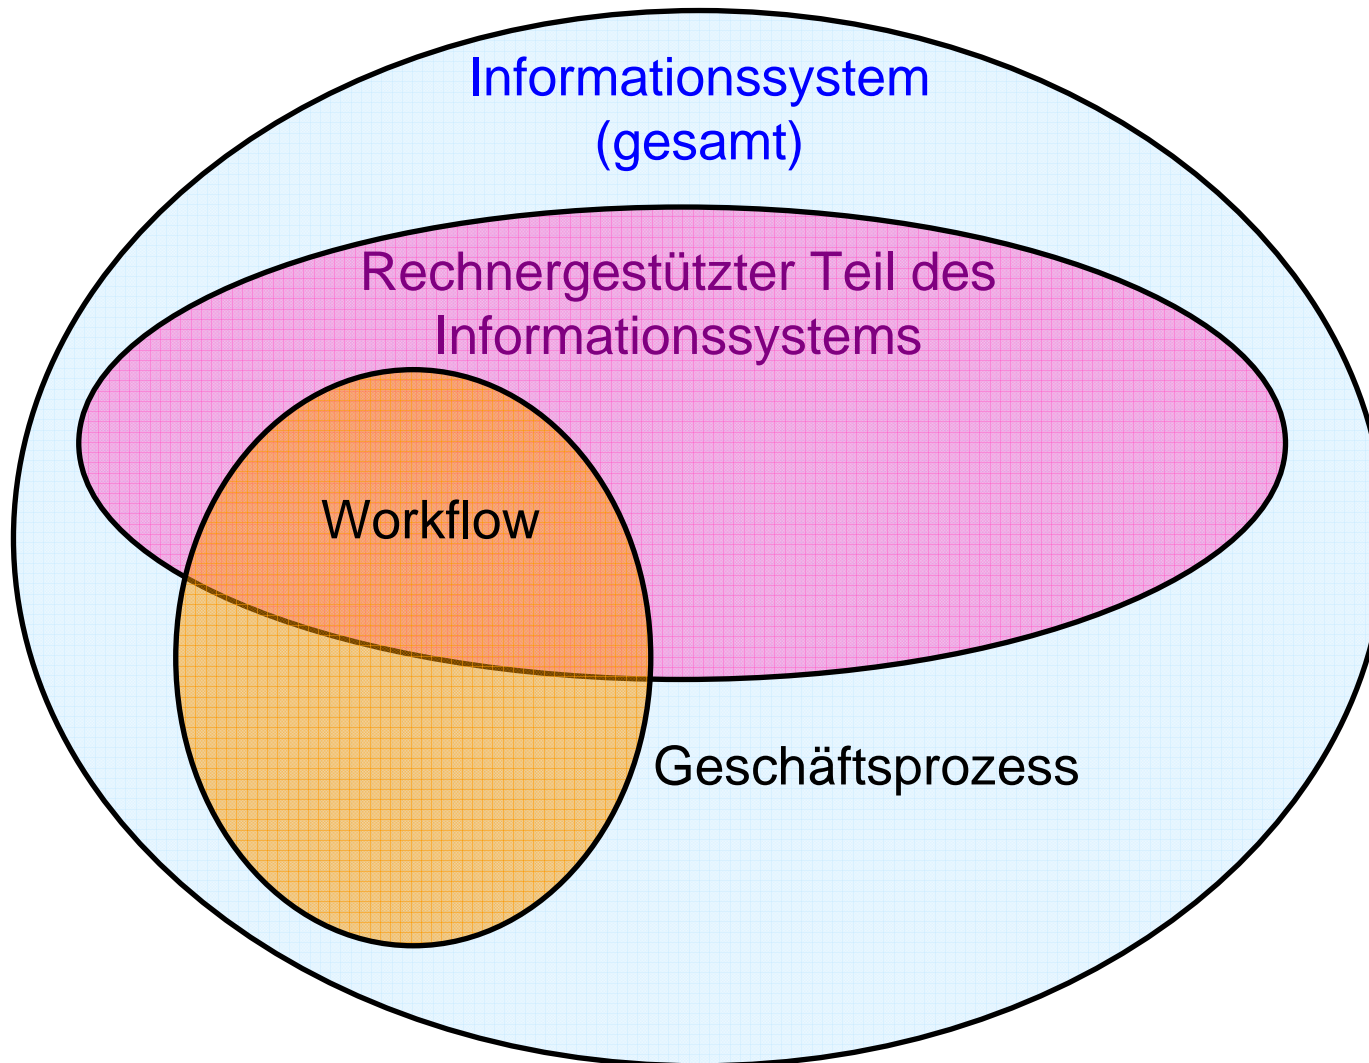 Informationssystem
(gesamt)
Rechnergestützter Teil des
Informationssystems
Workflow
Geschäftsprozess